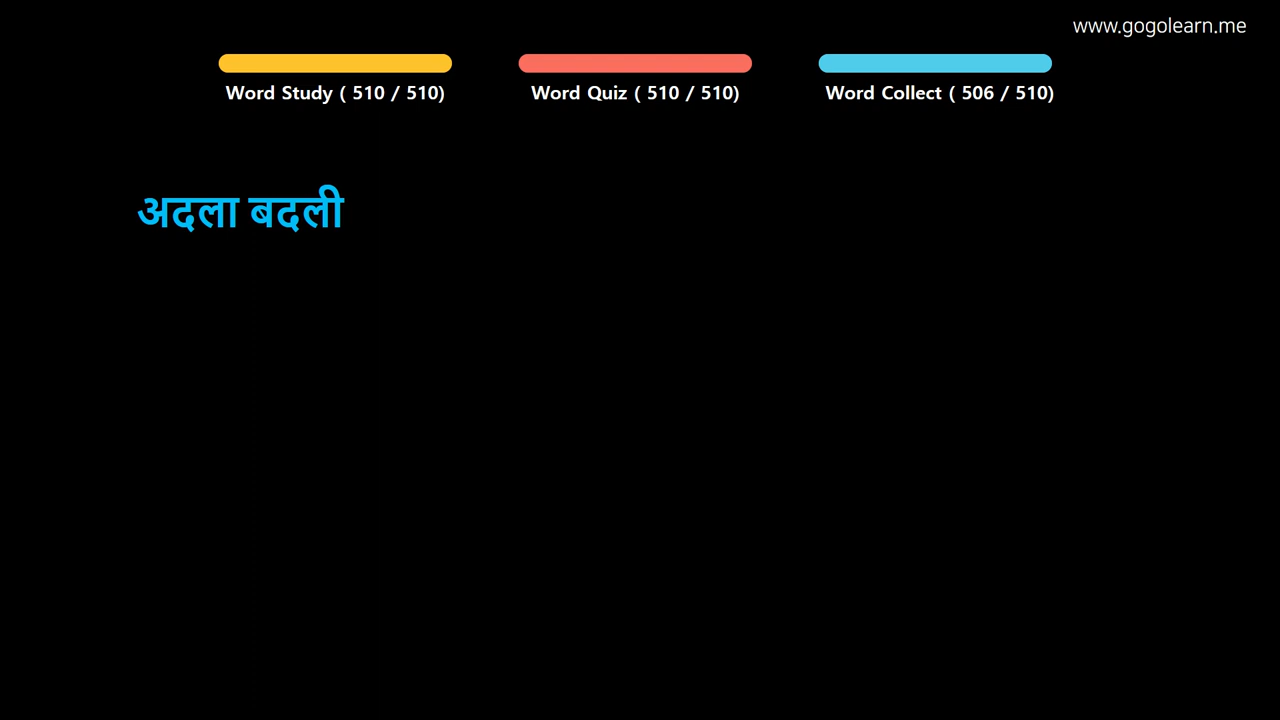 www.gogolearn.me
Word Study ( 510 / 510)
Word Quiz ( 510 / 510)
Word Collect ( 506 / 510)
अदला बदली